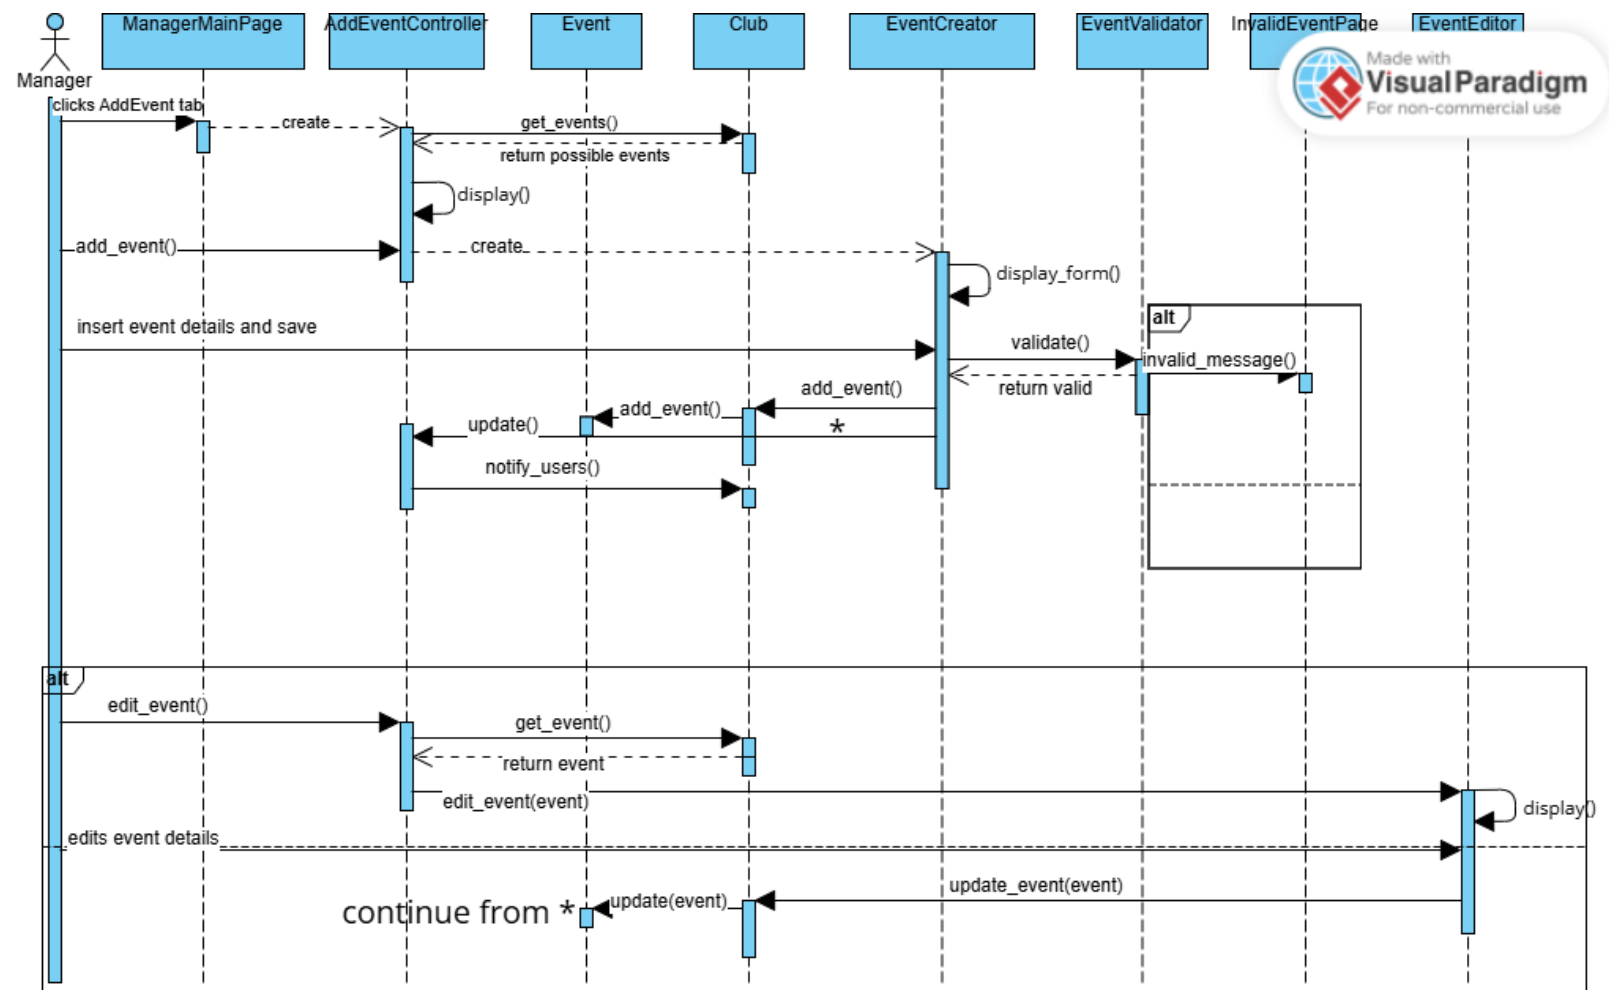 ManagerMainPage
AddEventController
Event
Club
EventCreator
EventValidator
InvalidEventPage
EventEditor
Made with
Visual Paradigm
For non-commercial use
Manager
clicks AddEvent tab
create
get_events()
return possible events
display()
add_event()
create
display_form()
alt
insert event details and save
validate()
invalid_message()
return valid
add_event()
add_event()
update()
*
notify_users()
alt
edit_event()
get_event()
return event
edit_event(event)
display()
edits event details
update_event(event)
update(event)
continue from *